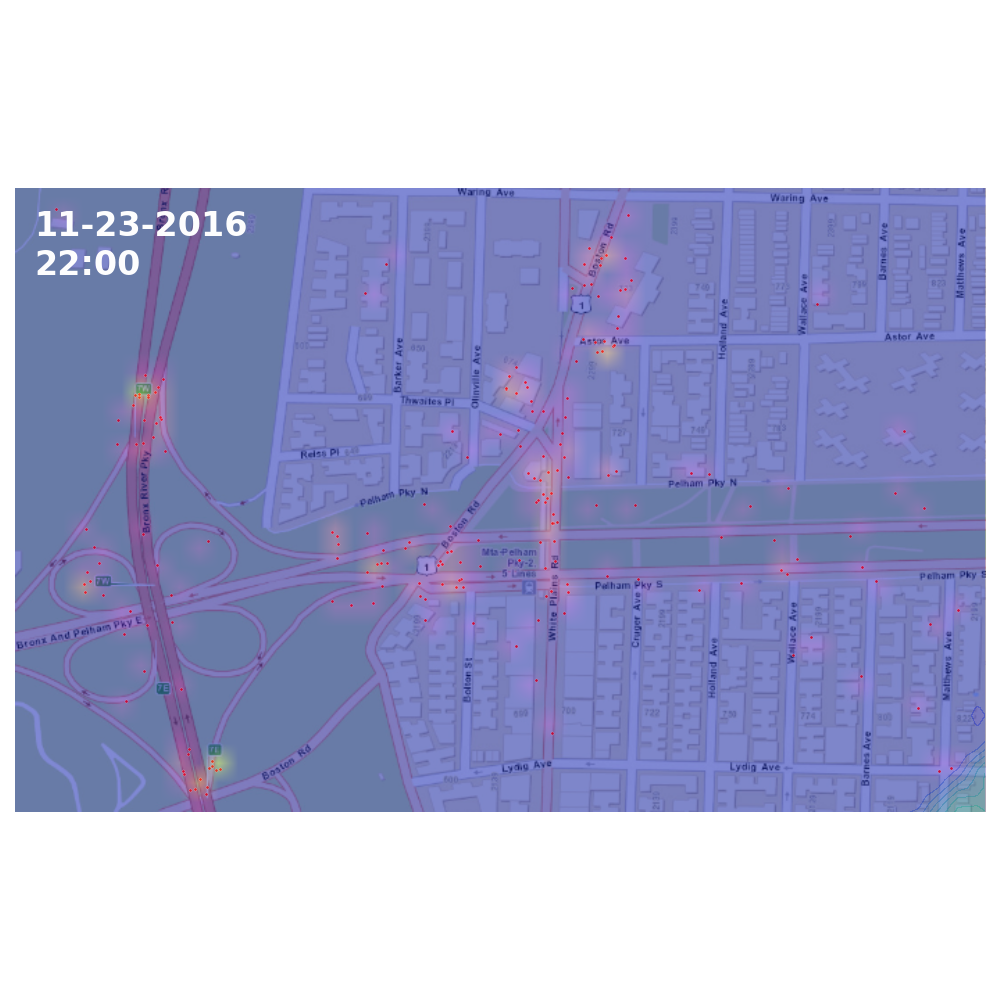 11-23-2016
22:00
Waring Ave
Waring Ave
Boston Rd
1
Barnes Ave
Matthews Ave
Wallace Ave
Holland Ave
Astor Ave
Astor Ave
Barker Ave
Olinville Ave
Thwaites Pl
Reiss Pl
7W
Bronx River Pky
Pelham Pky N
Pelham Pky N
Boston Rd
1
Mta-Pelham
Pky-2,
5 Lines
7W
Pelham Pky S
Pelham Pky S
White Plains Rd
Bronx And Pelham Pky E
Cruger Ave
Wallace Ave
Holland Ave
Matthews Ave
Bolton St
7E
699
700
722
724
Barnes Ave
7E
Boston Rd
Lydig Ave
Lydig Ave